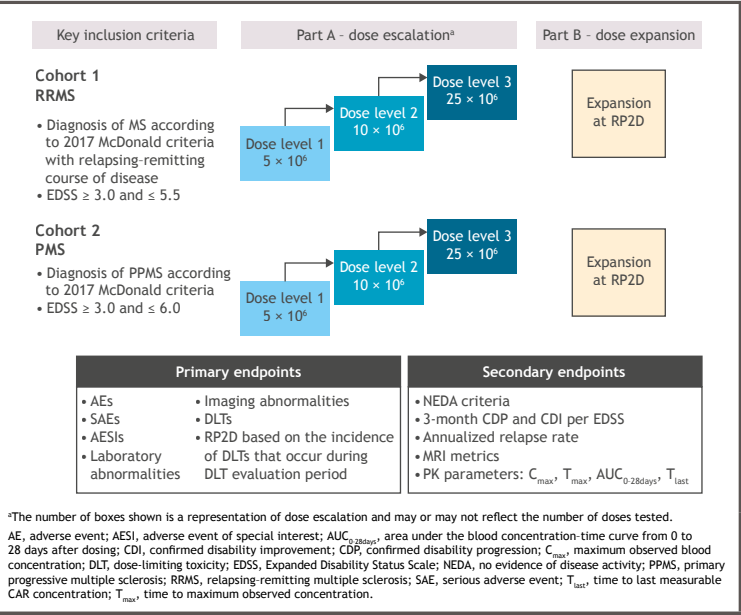 Key inclusion criteria
Part A – dose escalationᵃ
Part B – dose expansion
Cohort 1
RRMS
• Diagnosis of MS according
to 2017 McDonald criteria
with relapsing-remitting
course of disease
• EDSS ≥ 3.0 and ≤ 5.5
Dose level 1
5 × 10⁶
Dose level 2
10 × 10⁶
Dose level 3
25 × 10⁶
Expansion
at RP2D
Cohort 2
PMS
• Diagnosis of PPMS according
to 2017 McDonald criteria
• EDSS ≥ 3.0 and ≤ 6.0
Dose level 1
5 × 10⁶
Dose level 2
10 × 10⁶
Dose level 3
25 × 10⁶
Expansion
at RP2D
Primary endpoints
• AEs
• SAEs
• AESIs
• Laboratory
abnormalities
• Imaging abnormalities
• DLTs
• RP2D based on the incidence
of DLTs that occur during
DLT evaluation period
Secondary endpoints
• NEDA criteria
• 3-month CDP and CDI per EDSS
• Annualized relapse rate
• MRI metrics
• PK parameters: Cmax, Tmax, AUC0-28days, Tlast
ᵃThe number of boxes shown is a representation of dose escalation and may or may not reflect the number of doses tested.
AE, adverse event; AESI, adverse event of special interest; AUC0-28days, area under the blood concentration-time curve from 0 to
28 days after dosing; CDI, confirmed disability improvement; CDP, confirmed disability progression; Cmax, maximum observed blood
concentration; DLT, dose-limiting toxicity; EDSS, Expanded Disability Status Scale; NEDA, no evidence of disease activity; PPMS, primary
progressive multiple sclerosis; RRMS, relapsing-remitting multiple sclerosis; SAE, serious adverse event; Tlast, time to last measurable
CAR concentration; Tmax, time to maximum observed concentration.